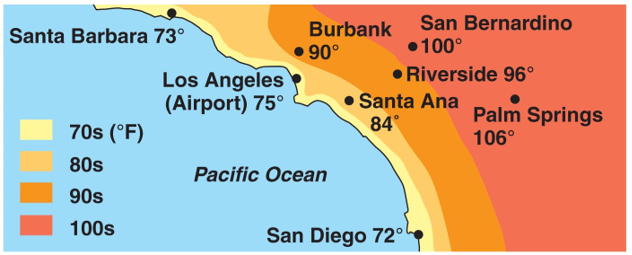 Santa Barbara 73°
Burbank
90°
San Bernardino
100°
Los Angeles
(Airport) 75°
Riverside 96°
Santa Ana
84°
Palm Springs
106°
70s (°F)
80s
90s
100s
Pacific Ocean
San Diego 72°